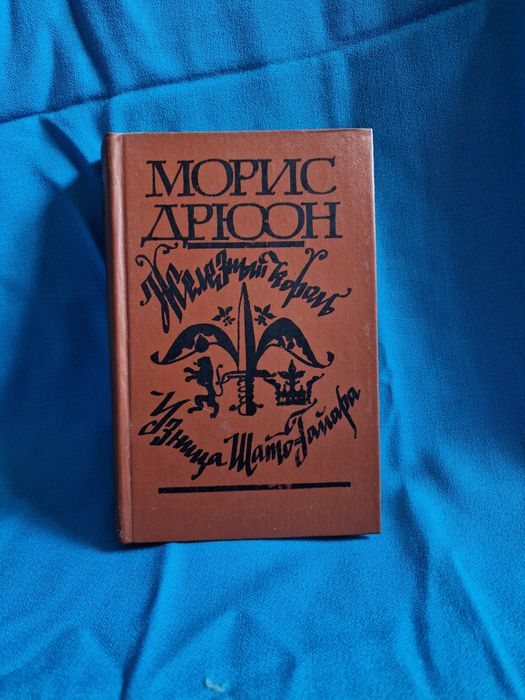 МОРИС
ДРЮОН
Железный король
Узница Шато-Гайара